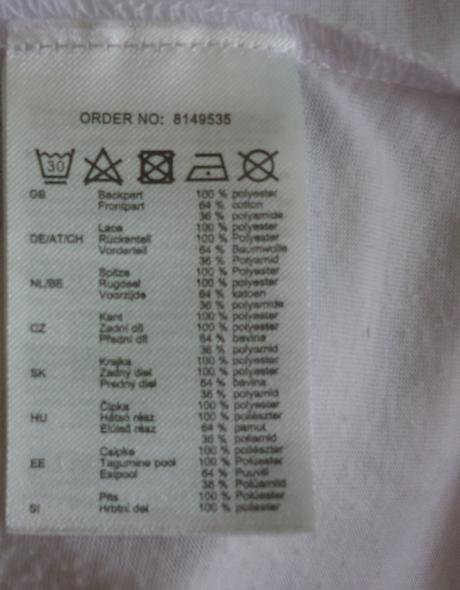 ORDER NO: 8149535
30
GB Backpart 100 % polyester
Frontpart 64 % cotton
36 % polyamide
Lace 100 % polyester
DE/AT/CH Rückenteil 100 % Polyester
Vorderteil 64 % Baumwolle
36 % Polyamid
Spitze 100 % Polyester
NL/BE Rugdeel 100 % polyester
Voorzijde 64 % katoen
36 % polyamide
Kant 100 % polyester
CZ Zadní díl 100 % polyester
Přední díl 64 % bavlna
36 % polyamid
Krajka 100 % polyester
SK Zadný diel 100 % polyester
Predný diel 64 % bavlna
36 % polyamid
Čipka 100 % polyester
HU Hátsó rész 100 % poliészter
Elülső rész 64 % pamut
36 % poliamid
Csipke 100 % poliészter
EE Tagumine pool 100 % Polüester
Esipool 64 % Puuvill
36 % Polüamiid
Pits 100 % Polüester
SI Hrbtni del 100 % poliester